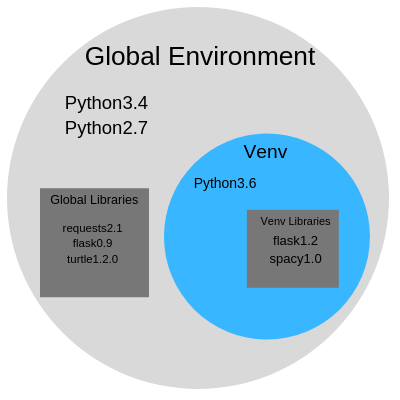 Global Environment
Python3.4
Python2.7
Venv
Python3.6
Global Libraries
requests2.1
flask0.9
turtle1.2.0
Venv Libraries
flask1.2
spacy1.0